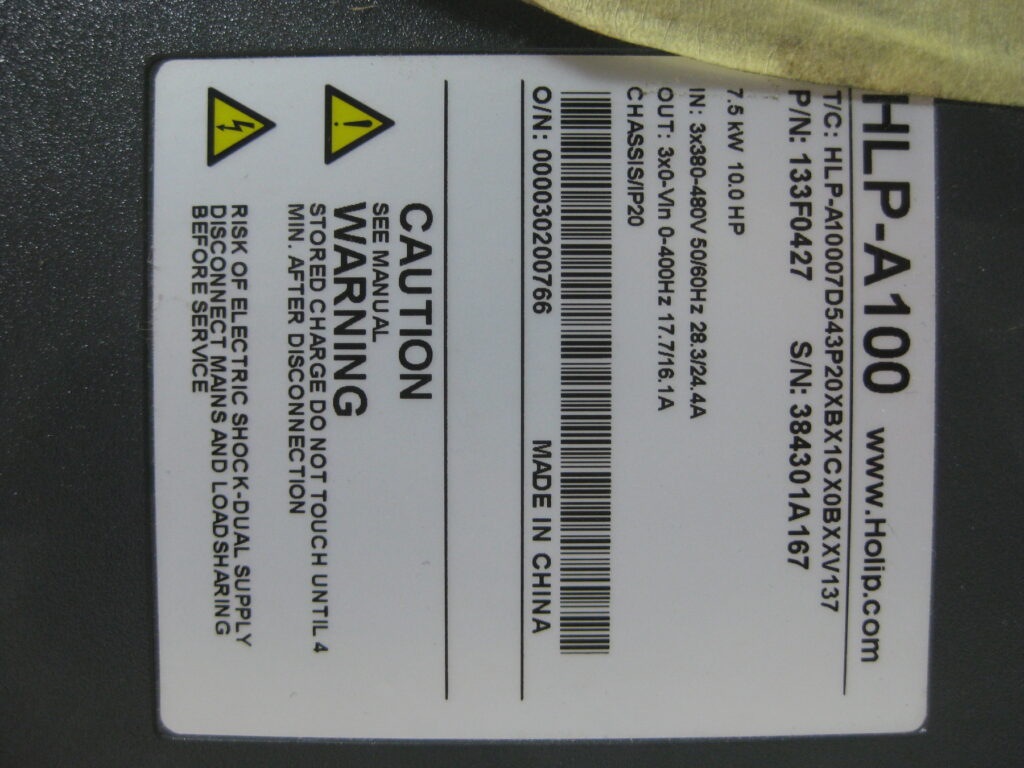 HLP-A100 www.Holip.com
T/C: HLP-A10007D543P20XBX1CX0BXXV137
P/N: 133F0427 S/N: 384301A167
7.5 kW 10.0 HP
IN: 3x380-480V 50/60Hz 28.3/24.4A
OUT: 3x0-VIn 0-400Hz 17.7/16.1A
CHASSIS/IP20
O/N: 000030200766 MADE IN CHINA
CAUTION
SEE MANUAL
WARNING
STORED CHARGE DO NOT TOUCH UNTIL 4
MIN. AFTER DISCONNECTION
RISK OF ELECTRIC SHOCK-DUAL SUPPLY
DISCONNECT MAINS AND LOADSHARING
BEFORE SERVICE